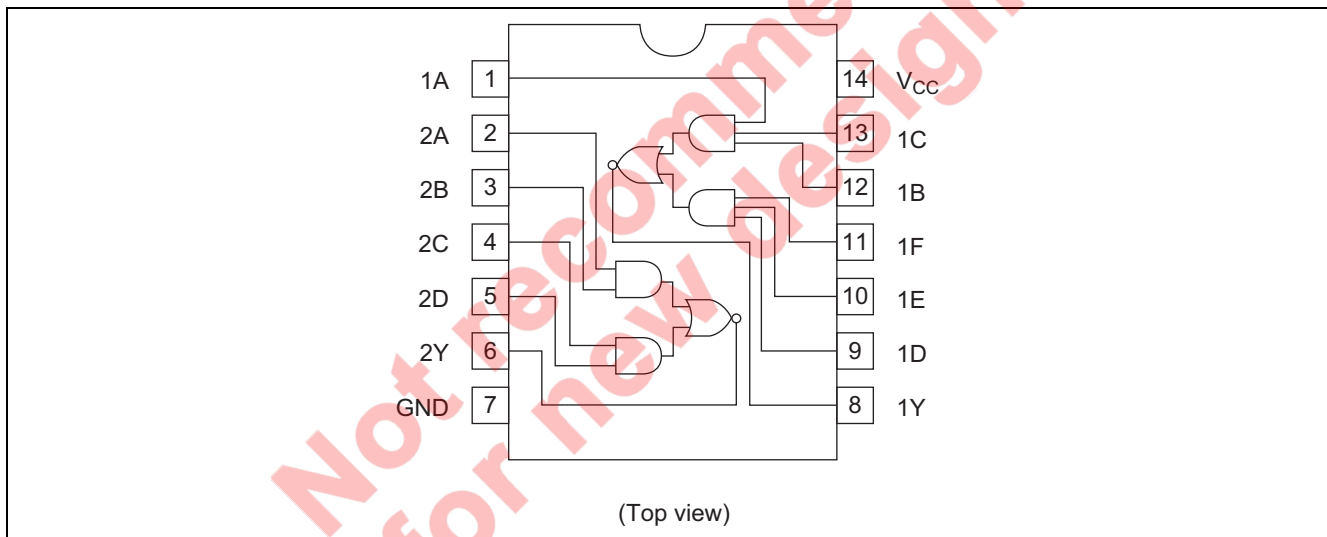 1A 1 14 VCC
2A 2 13 1C
2B 3 12 1B
2C 4 11 1F
2D 5 10 1E
2Y 6 9 1D
GND 7 8 1Y
(Top view)
Not recomme
for new design